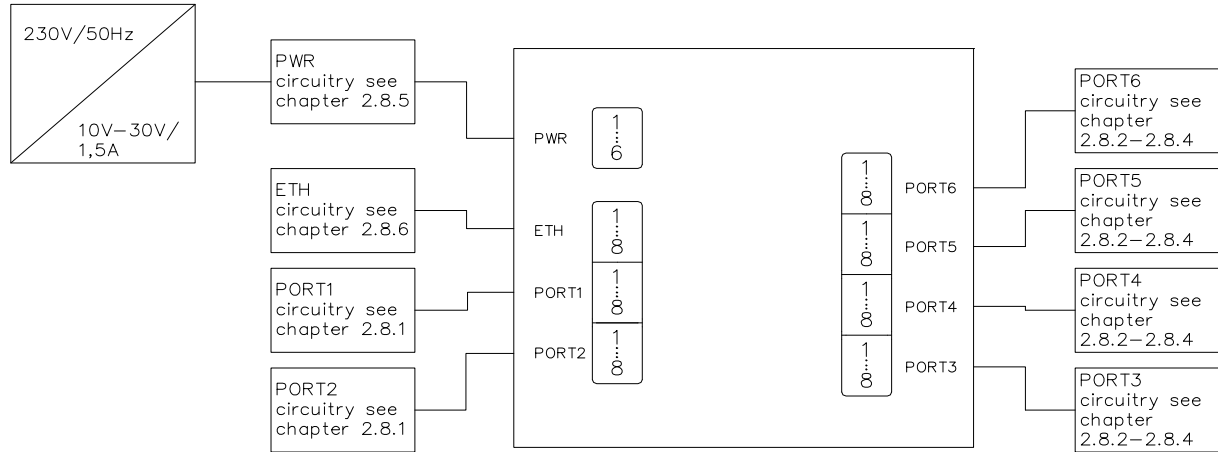 230V/50Hz
10V-30V/
1,5A
PWR
circuitry see
chapter 2.8.5
ETH
circuitry see
chapter 2.8.6
PORT1
circuitry see
chapter 2.8.1
PORT2
circuitry see
chapter 2.8.1
PWR
1
6
ETH
1
8
PORT1
1
8
PORT2
1
8
1
8
PORT6
1
8
PORT5
1
8
PORT4
1
8
PORT3
PORT6
circuitry see
chapter
2.8.2-2.8.4
PORT5
circuitry see
chapter
2.8.2-2.8.4
PORT4
circuitry see
chapter
2.8.2-2.8.4
PORT3
circuitry see
chapter
2.8.2-2.8.4